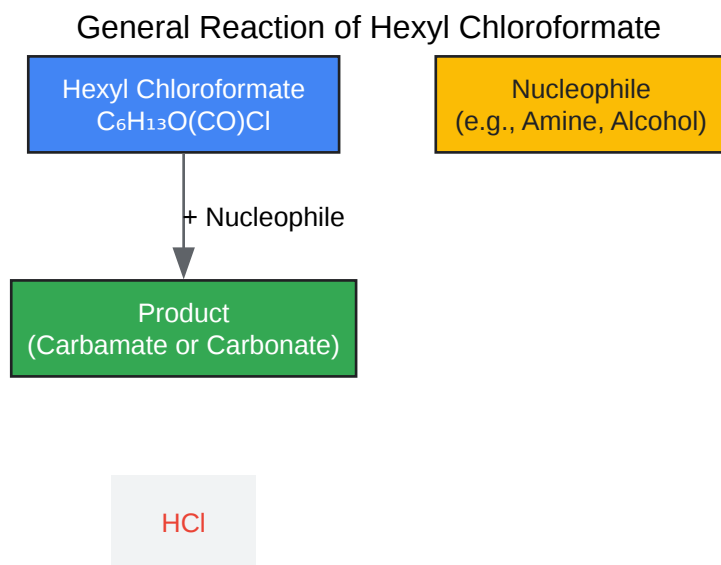 General Reaction of Hexyl Chloroformate
Hexyl Chloroformate
C₆H₁₃O(CO)Cl
Nucleophile
(e.g., Amine, Alcohol)
+ Nucleophile
Product
(Carbamate or Carbonate)
HCl